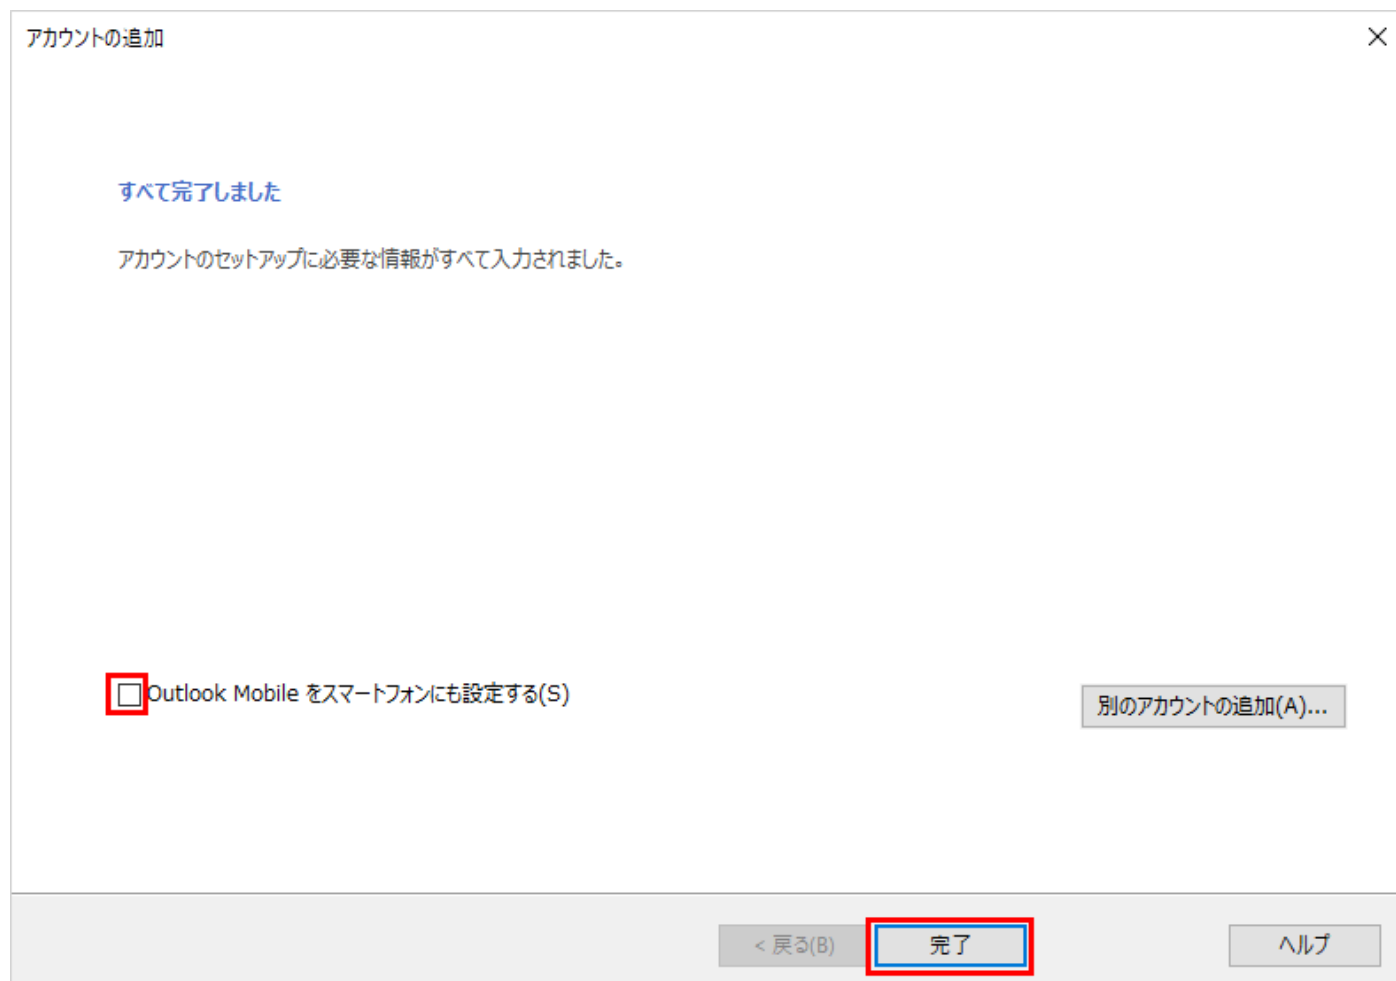 アカウントの追加
すべて完了しました
アカウントのセットアップに必要な情報がすべて入力されました。
Outlook Mobile をスマートフォンにも設定する(S)
別のアカウントの追加(A)...
< 戻る(B)
完了
ヘルプ